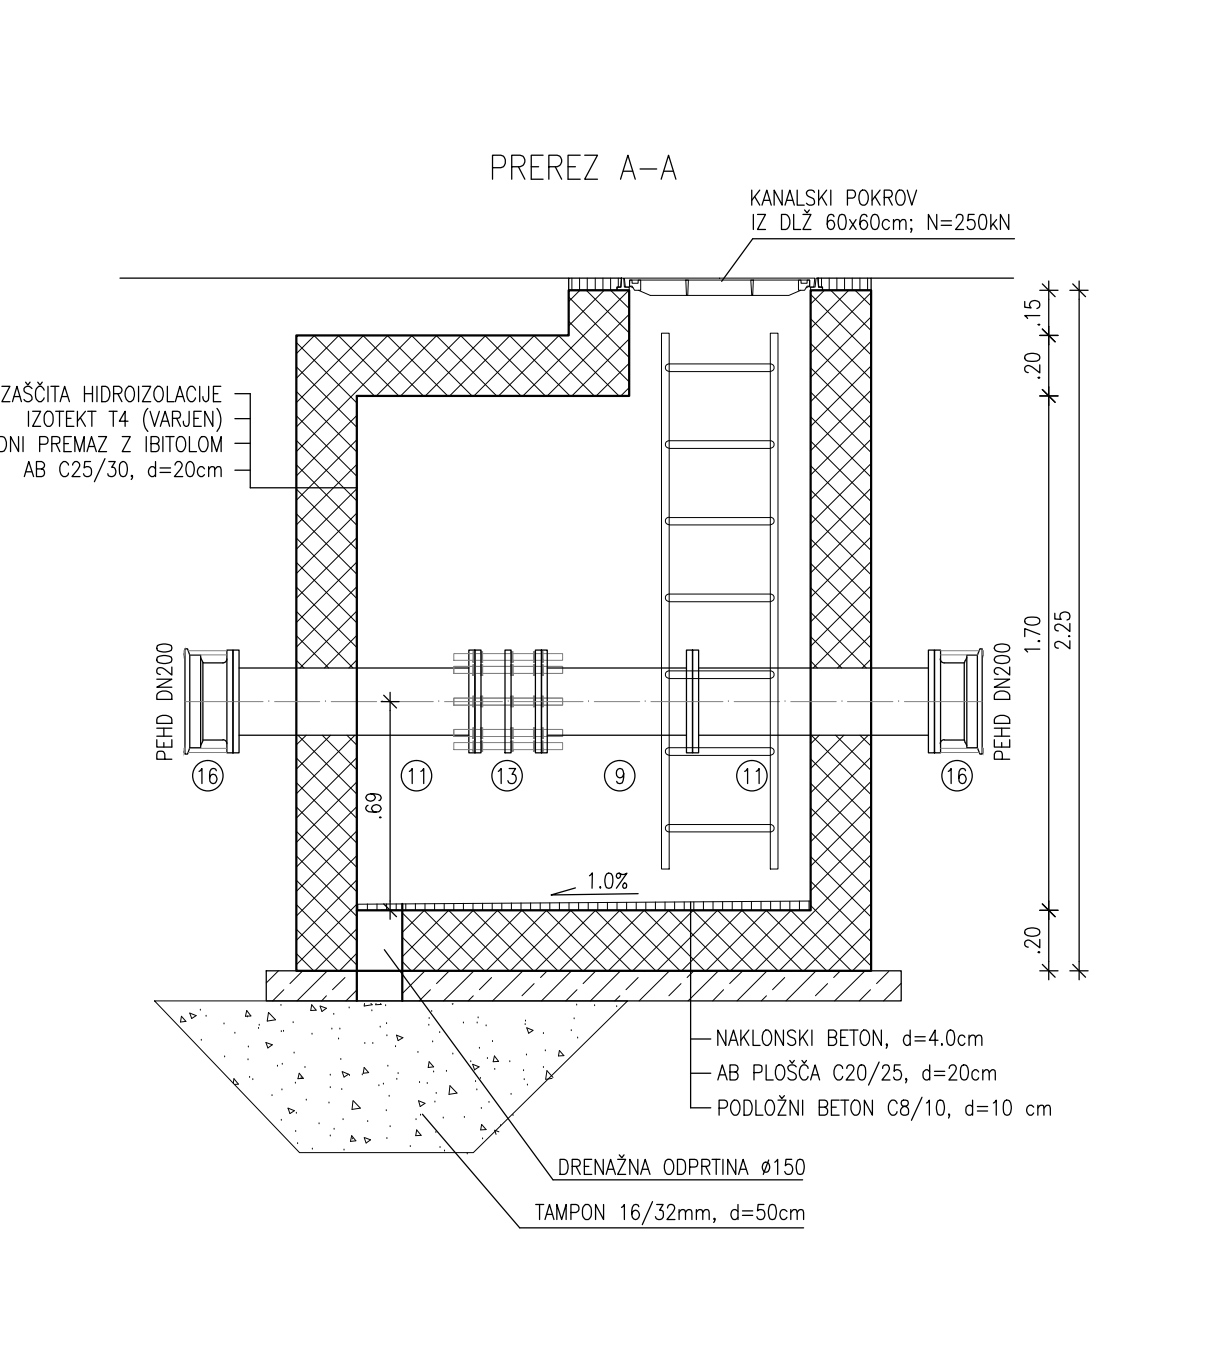 PREREZ A-A
KANALSKI POKROV
IZ DLŽ 60x60cm; N=250kN
ZAŠČITA HIDROIZOLACIJE
IZOTEKT T4 (VARJEN)
PREMAZ Z IBITOLOM
AB C25/30, d=20cm
.15
.20
1.70
2.25
.20
PEHD DN200
PEHD DN200
16
11
13
9
11
16
.69
1.0%
NAKLONSKI BETON, d=4.0cm
AB PLOŠČA C20/25, d=20cm
PODLOŽNI BETON C8/10, d=10 cm
DRENAŽNA ODPRTINA ø150
TAMPON 16/32mm, d=50cm